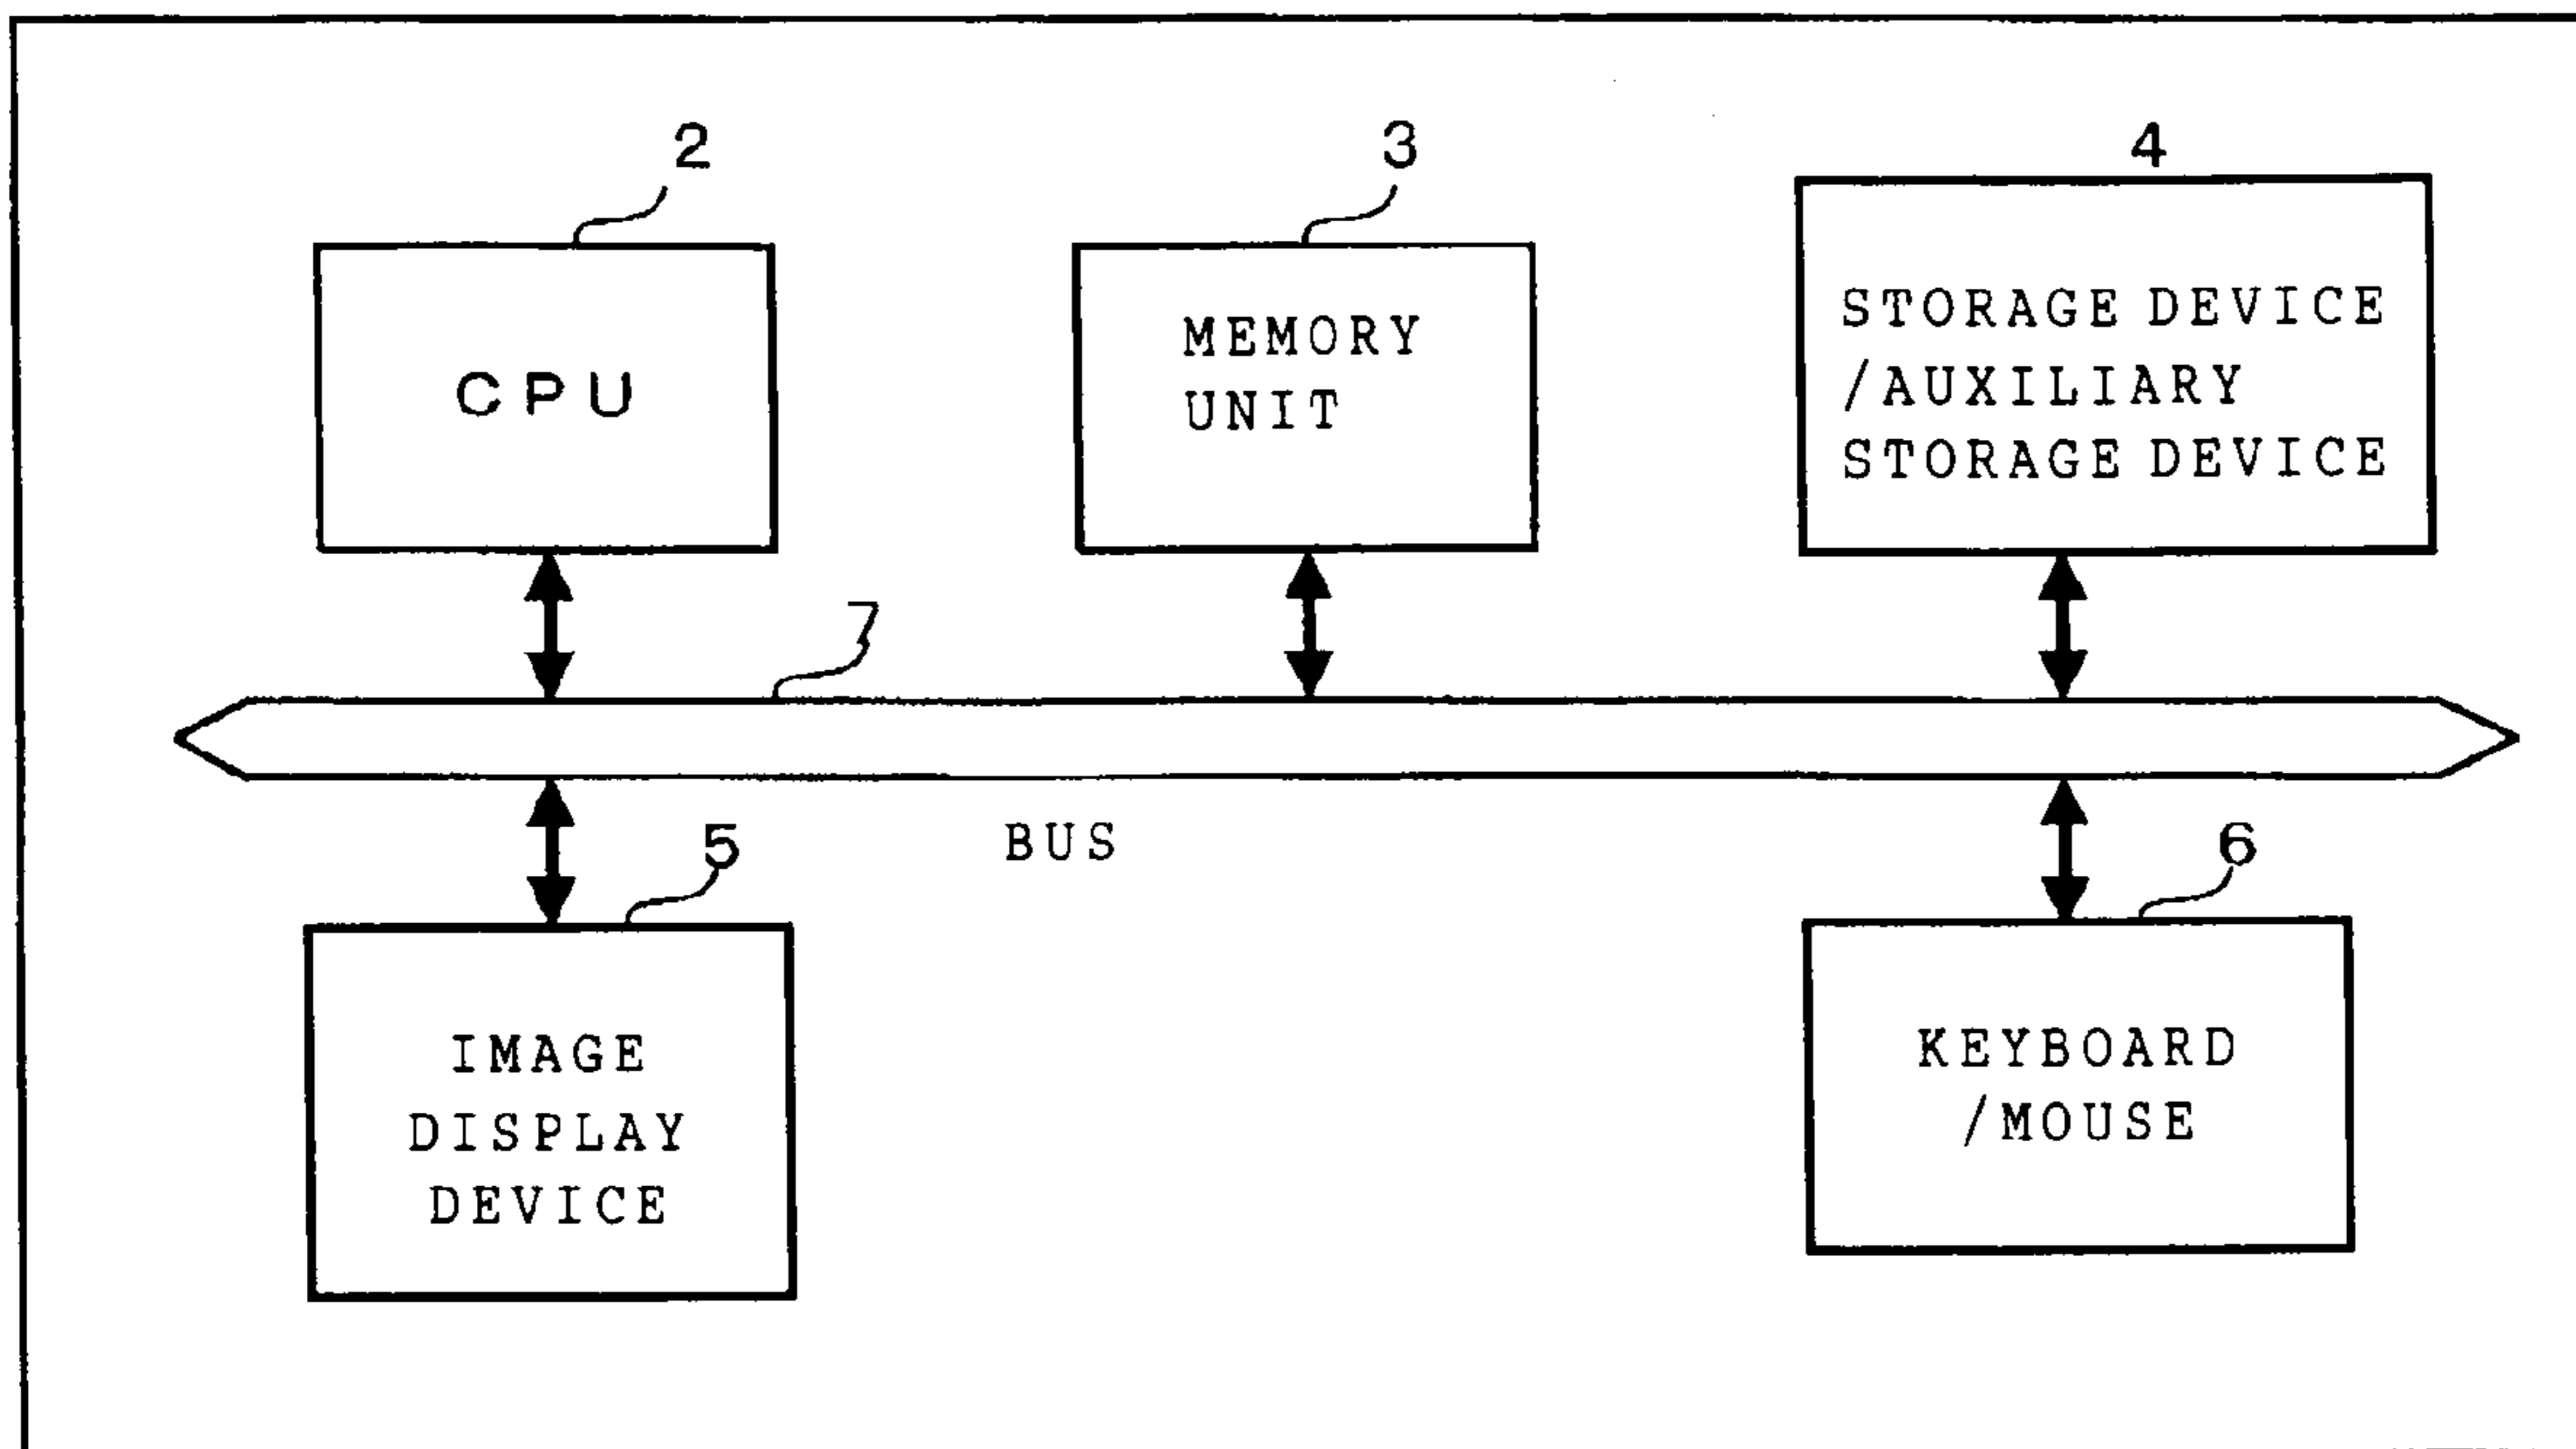 2
3
4
CPU
MEMORY
UNIT
STORAGE DEVICE
/AUXILIARY
STORAGE DEVICE
7
BUS
5
6
IMAGE
DISPLAY
DEVICE
KEYBOARD
/MOUSE